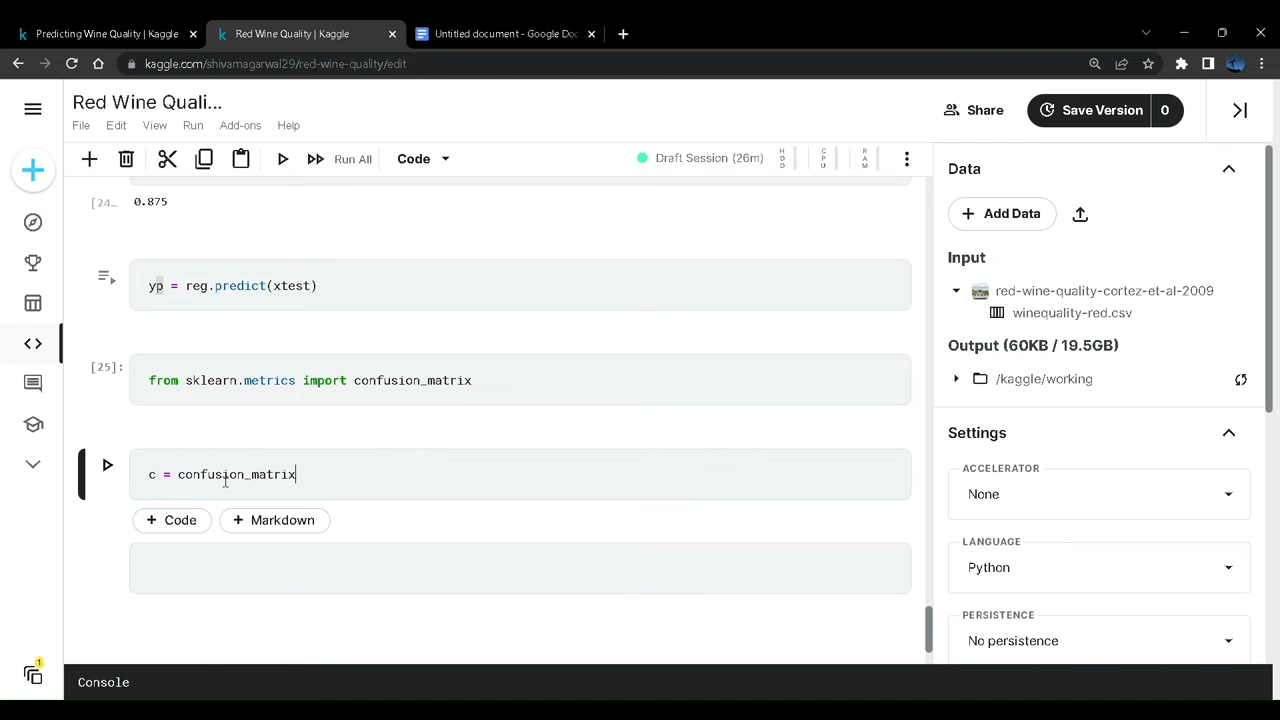 Predicting Wine Quality | Kaggle
Red Wine Quality | Kaggle
Untitled document - Google Doc
kaggle.com/shivamagarwal29/red-wine-quality/edit
Red Wine Quali...
Share
Save Version
0
File Edit View Run Add-ons Help
Run All
Code
Draft Session (26m)
HDD
CPU
RAM
[24...
0.875
yp = reg.predict(xtest)
[25]:
from sklearn.metrics import confusion_matrix
c = confusion_matrix
+ Code
+ Markdown
Data
+ Add Data
Input
red-wine-quality-cortez-et-al-2009
winequality-red.csv
Output (60KB / 19.5GB)
/kaggle/working
Settings
ACCELERATOR
None
LANGUAGE
Python
PERSISTENCE
No persistence
1
Console